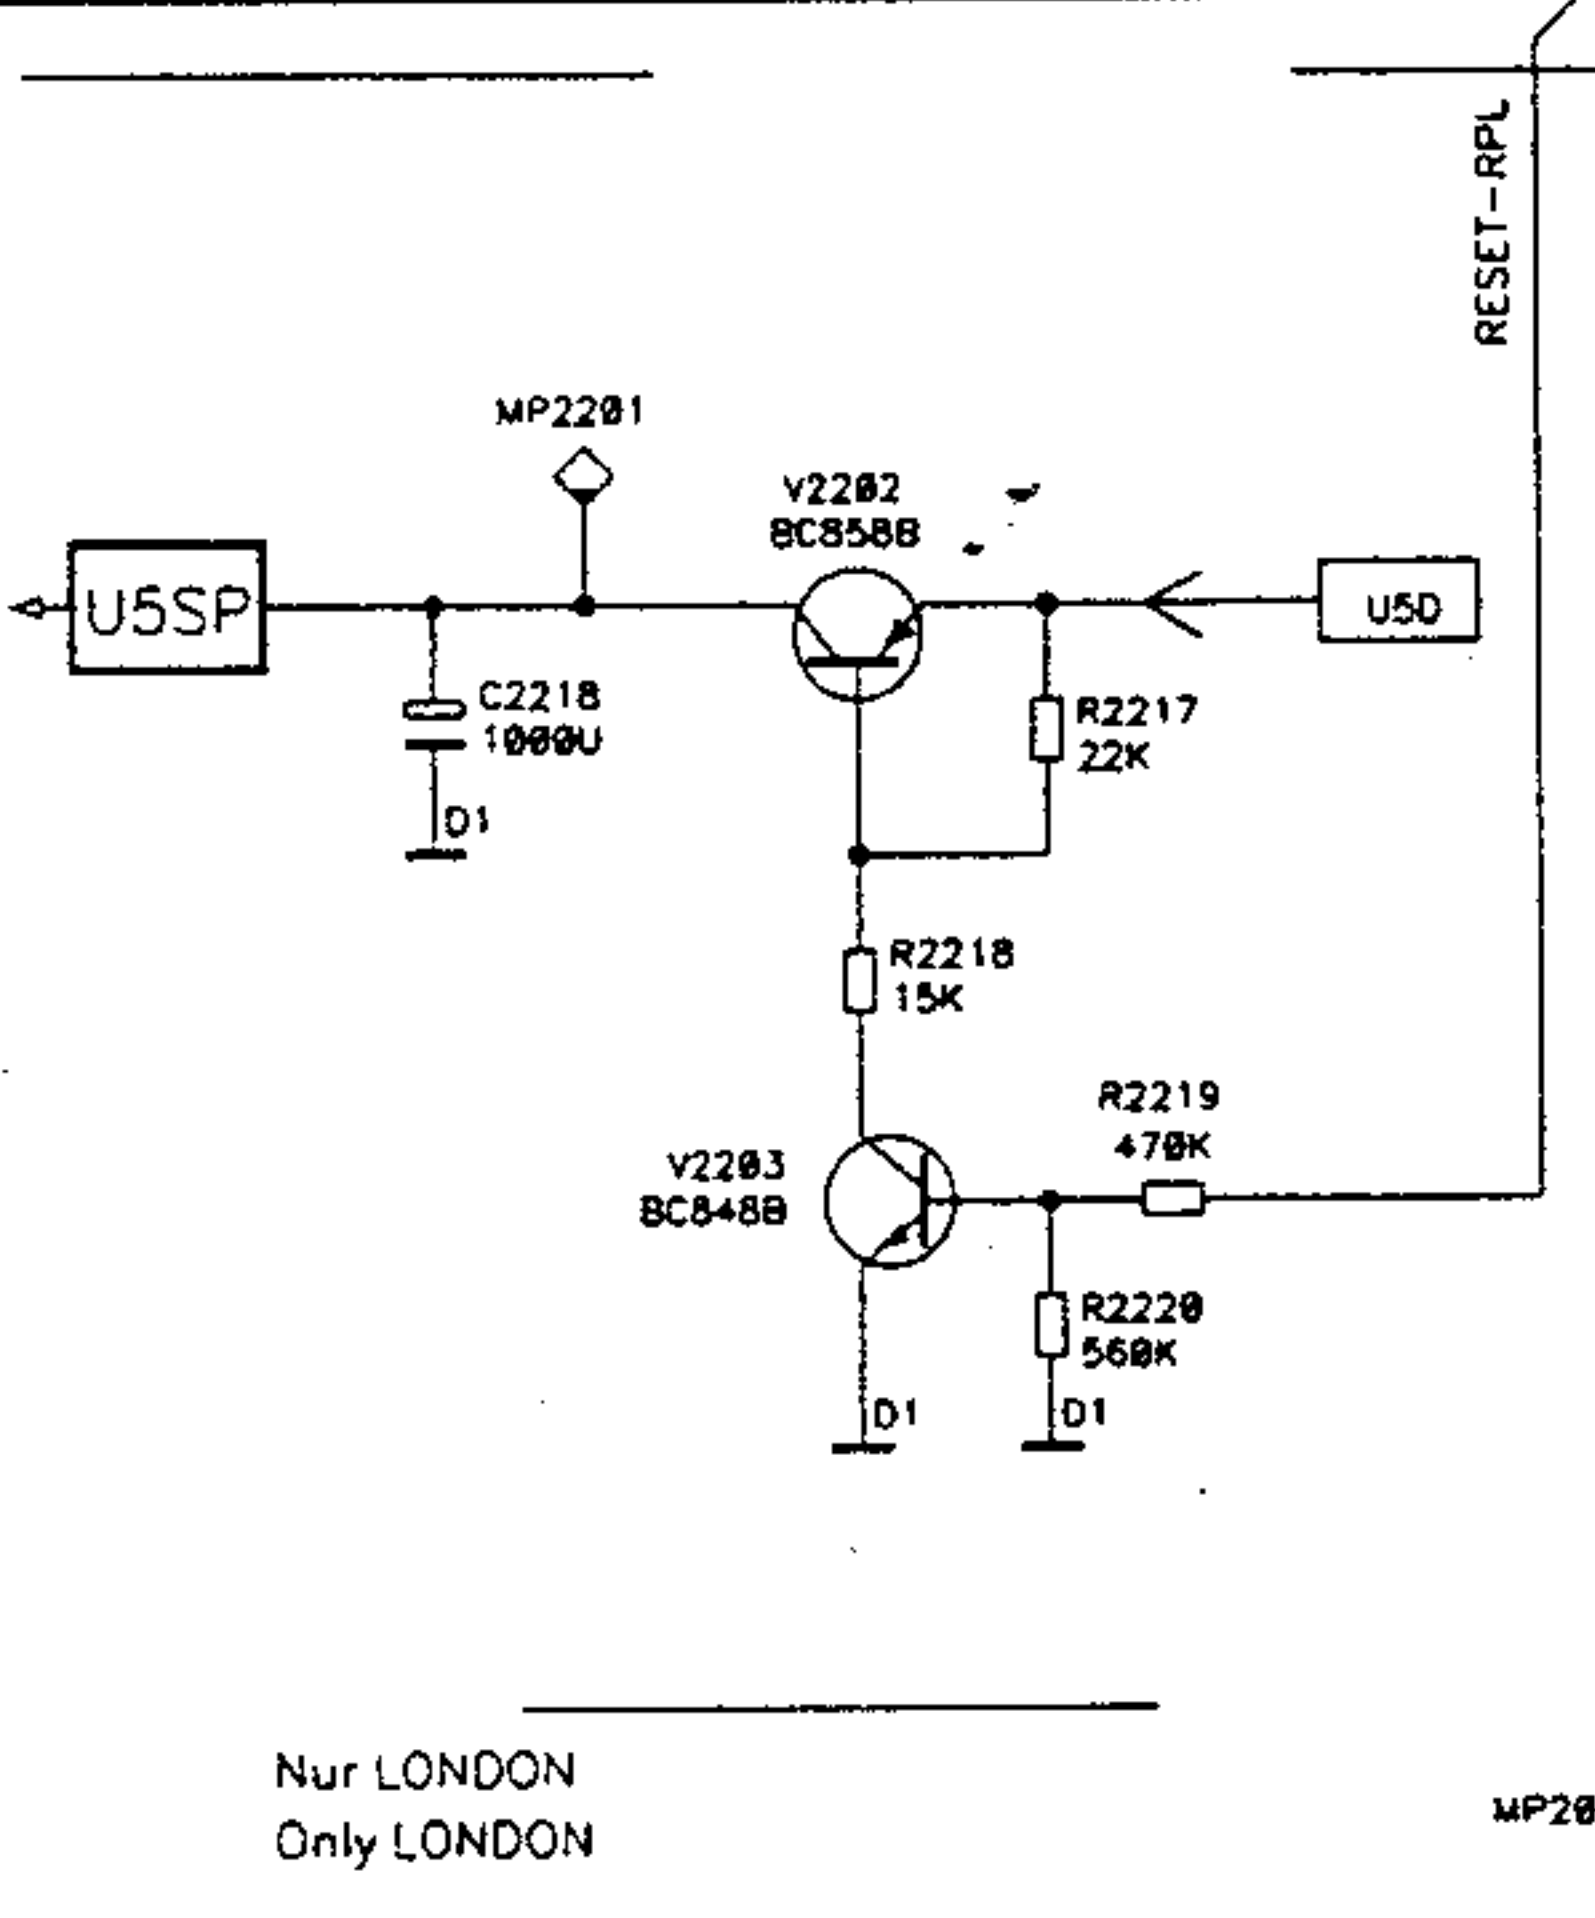 RESET-RPL
MP2201
V2202
BC858B
U5SP
U5D
C2218
1000U
D1
R2217
22K
R2218
15K
R2219
470K
V2203
BC848B
R2220
560K
D1
D1
Nur LONDON
Only LONDON
MP20